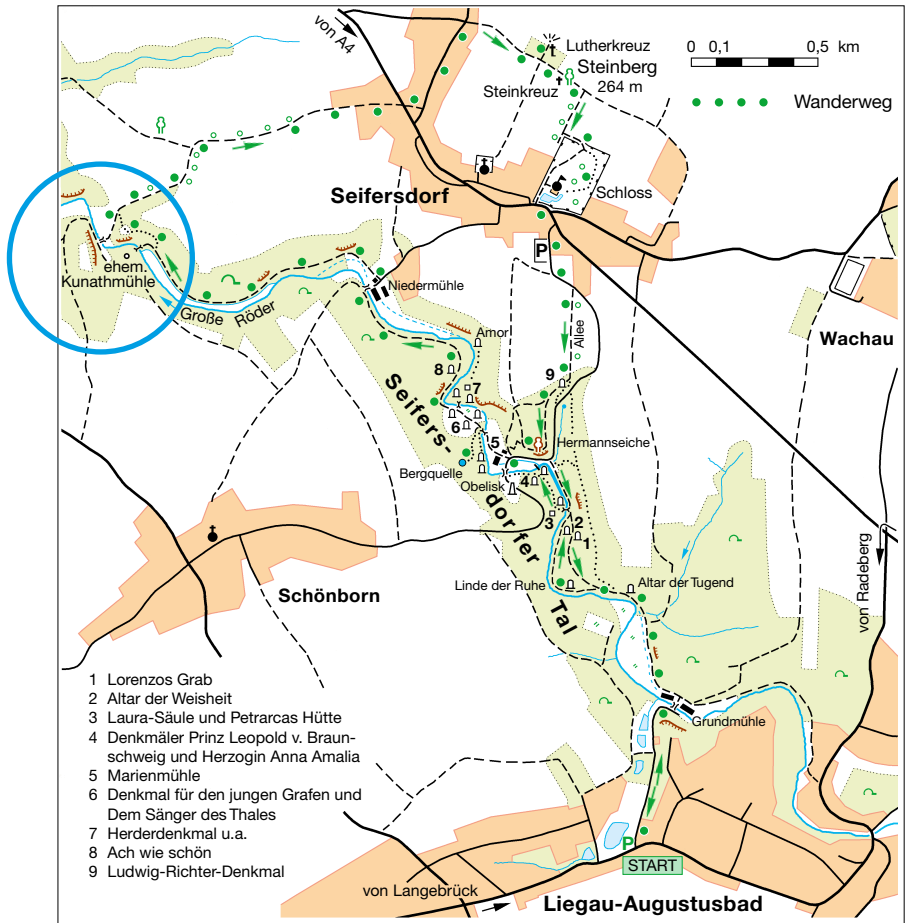 von A4
Lutherkreuz
Steinberg
264 m
Steinkreuz
0 0,1 0,5 km
Wanderweg
Seifersdorf
Schloss
P
ehem.
Kunathmühle
Große Röder
Niedermühle
Amor
Allee
Wachau
8
7
9
6
5
Hermannseiche
Bergquelle
Obelisk
4
3
2
1
Seifers-
dorfer
Tal
Linde der Ruhe
Altar der Tugend
von Radeberg
Schönborn
Grundmühle
1 Lorenzos Grab
2 Altar der Weisheit
3 Laura-Säule und Petrarcas Hütte
4 Denkmäler Prinz Leopold v. Braun-
schweig und Herzogin Anna Amalia
5 Marienmühle
6 Denkmal für den jungen Grafen und
Dem Sänger des Thales
7 Herderdenkmal u.a.
8 Ach wie schön
9 Ludwig-Richter-Denkmal
P
START
von Langebrück
Liegau-Augustusbad